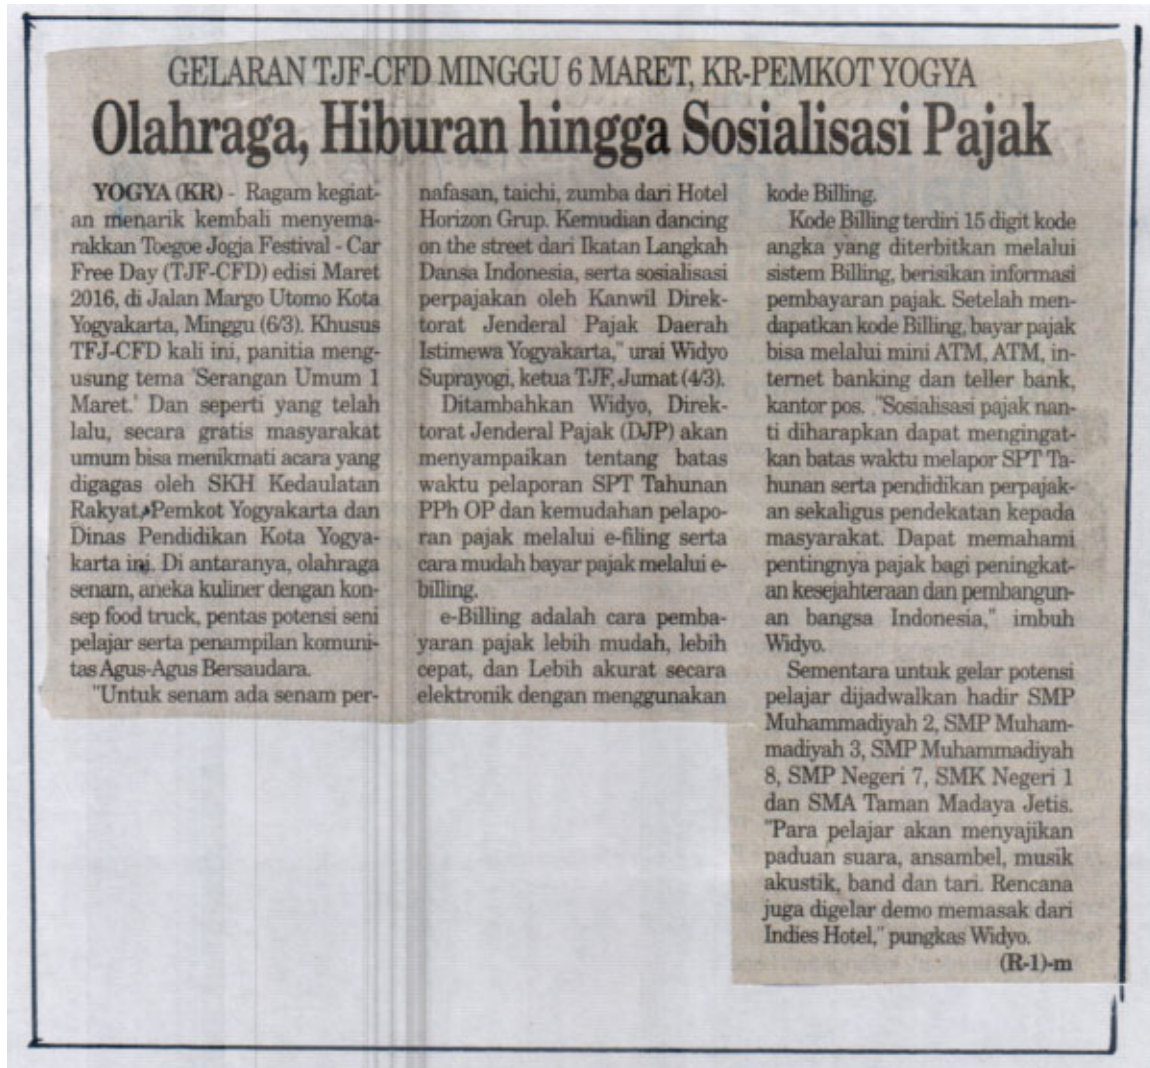 GELARAN TJF-CFD MINGGU 6 MARET, KR-PEMKOT YOGYA
Olahraga, Hiburan hingga Sosialisasi Pajak
YOGYA (KR) - Ragam kegiat-
an menarik kembali menyema-
rakkan Toegoe Jogja Festival - Car
Free Day (TJF-CFD) edisi Maret
2016, di Jalan Margo Utomo Kota
Yogyakarta, Minggu (6/3). Khusus
TFJ-CFD kali ini, panitia meng-
usung tema 'Serangan Umum 1
Maret.' Dan seperti yang telah
lalu, secara gratis masyarakat
umum bisa menikmati acara yang
digagas oleh SKH Kedaulatan
Rakyat, Pemkot Yogyakarta dan
Dinas Pendidikan Kota Yogya-
karta ini. Di antaranya, olahraga
senam, aneka kuliner dengan kon-
sep food truck, pentas potensi seni
pelajar serta penampilan komuni-
tas Agus-Agus Bersaudara.
"Untuk senam ada senam per-
nafasan, taichi, zumba dari Hotel
Horizon Grup. Kemudian dancing
on the street dari Ikatan Langkah
Dansa Indonesia, serta sosialisasi
perpajakan oleh Kanwil Direk-
torat Jenderal Pajak Daerah
Istimewa Yogyakarta," urai Widyo
Suprayogi, ketua TJF, Jumat (4/3).
Ditambahkan Widyo, Direk-
torat Jenderal Pajak (DJP) akan
menyampaikan tentang batas
waktu pelaporan SPT Tahunan
PPh OP dan kemudahan pelapo-
ran pajak melalui e-filing serta
cara mudah bayar pajak melalui e-
billing.
e-Billing adalah cara pemba-
yaran pajak lebih mudah, lebih
cepat, dan Lebih akurat secara
elektronik dengan menggunakan
kode Billing.
Kode Billing terdiri 15 digit kode
angka yang diterbitkan melalui
sistem Billing, berisikan informasi
pembayaran pajak. Setelah men-
dapatkan kode Billing, bayar pajak
bisa melalui mini ATM, ATM, in-
ternet banking dan teller bank,
kantor pos. "Sosialisasi pajak nan-
ti diharapkan dapat mengingat-
kan batas waktu melapor SPT Ta-
hunan serta pendidikan perpajak-
an sekaligus pendekatan kepada
masyarakat. Dapat memahami
pentingnya pajak bagi peningkat-
an kesejahteraan dan pembangun-
an bangsa Indonesia," imbuh
Widyo.
Sementara untuk gelar potensi
pelajar dijadwalkan hadir SMP
Muhammadiyah 2, SMP Muham-
madiyah 3, SMP Muhammadiyah
8, SMP Negeri 7, SMK Negeri 1
dan SMA Taman Madaya Jetis.
"Para pelajar akan menyajikan
paduan suara, ansambel, musik
akustik, band dan tari. Rencana
juga digelar demo memasak dari
Indies Hotel," pungkas Widyo.
(R-1)-m